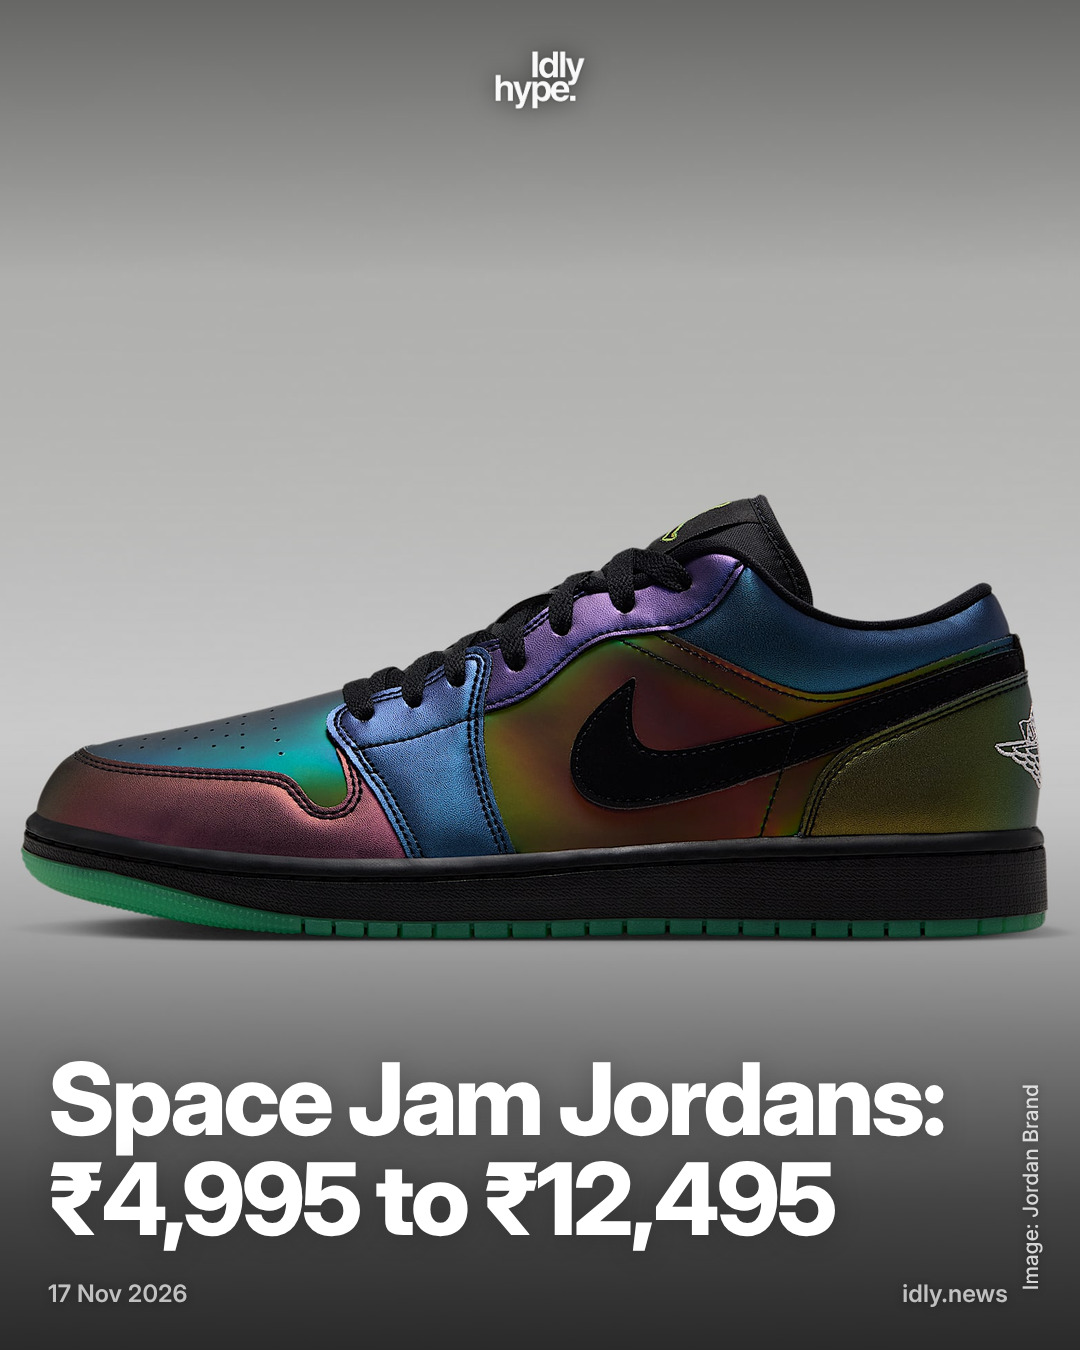 Idly
hype.
Space Jam Jordans:
₹4,995 to ₹12,495
17 Nov 2026
idly.news
Image: Jordan Brand